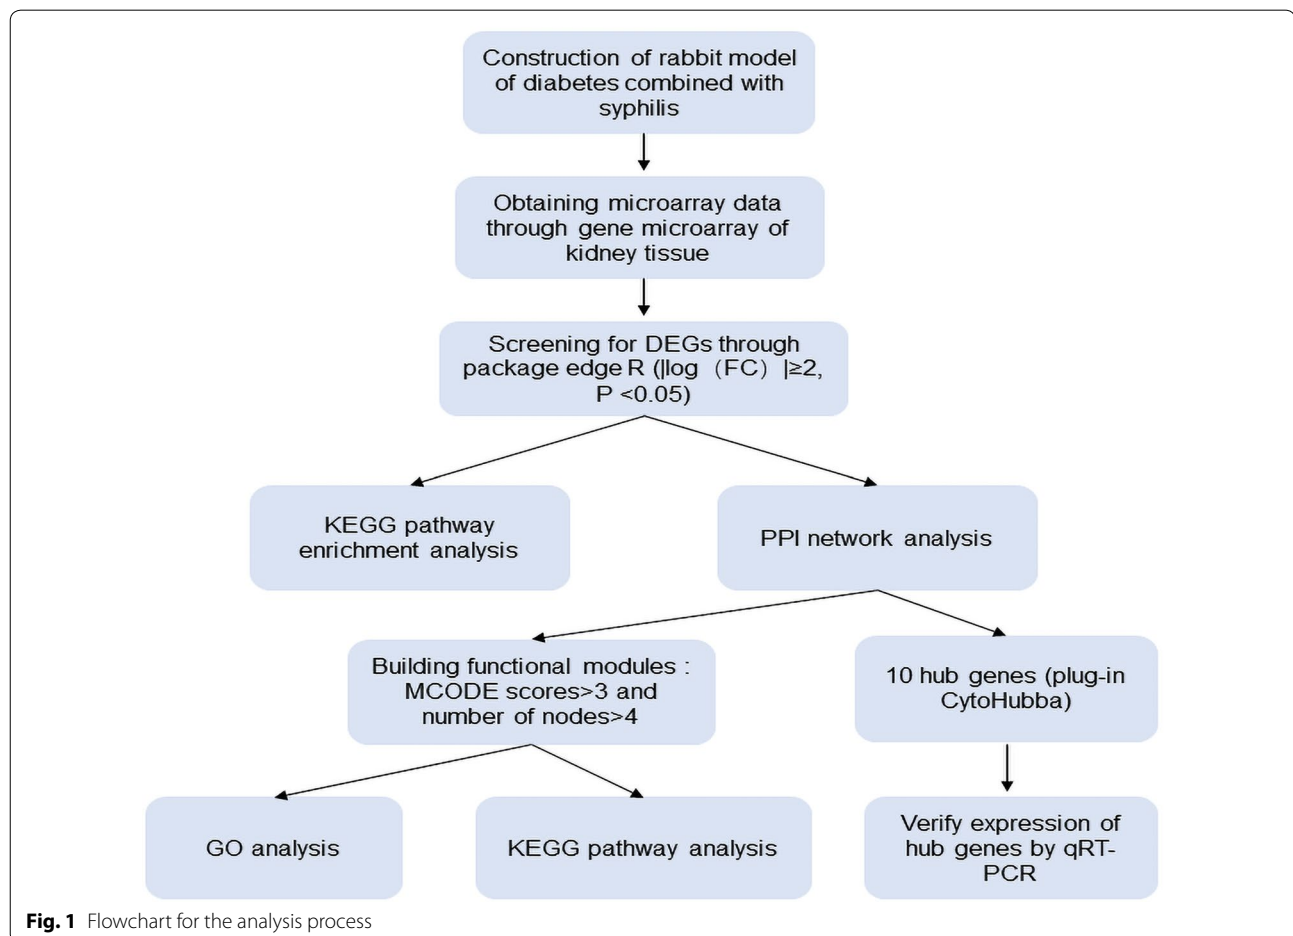 Construction of rabbit model
of diabetes combined with
syphilis
Obtaining microarray data
through gene microarray of
kidney tissue
Screening for DEGs through
package edge R (|log（FC）|≥2,
P <0.05)
KEGG pathway
enrichment analysis
PPI network analysis
Building functional modules :
MCODE scores>3 and
number of nodes>4
10 hub genes (plug-in
CytoHubba)
GO analysis
KEGG pathway analysis
Verify expression of
hub genes by qRT-
PCR
Fig. 1 Flowchart for the analysis process